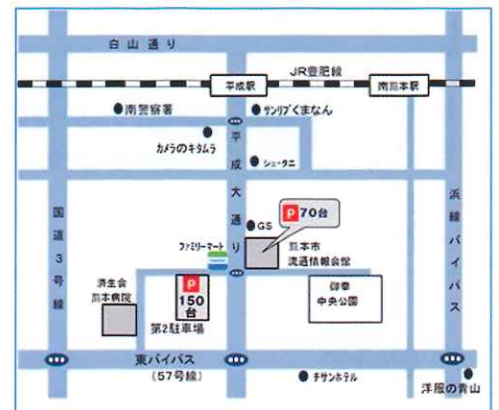 白山通り
JR豊肥線
平成駅
南熊本駅
南警察署
サンリブくまなん
カメラのキタムラ
シュ・タニ
平成大通り
国道3号線
浜線バイパス
GS
P 70台
ファミリーマート
熊本市
流通情報会館
済生会
熊本病院
P
150
台
第2駐車場
御幸
中央公園
東バイパス
(57号線)
チサンホテル
洋服の青山